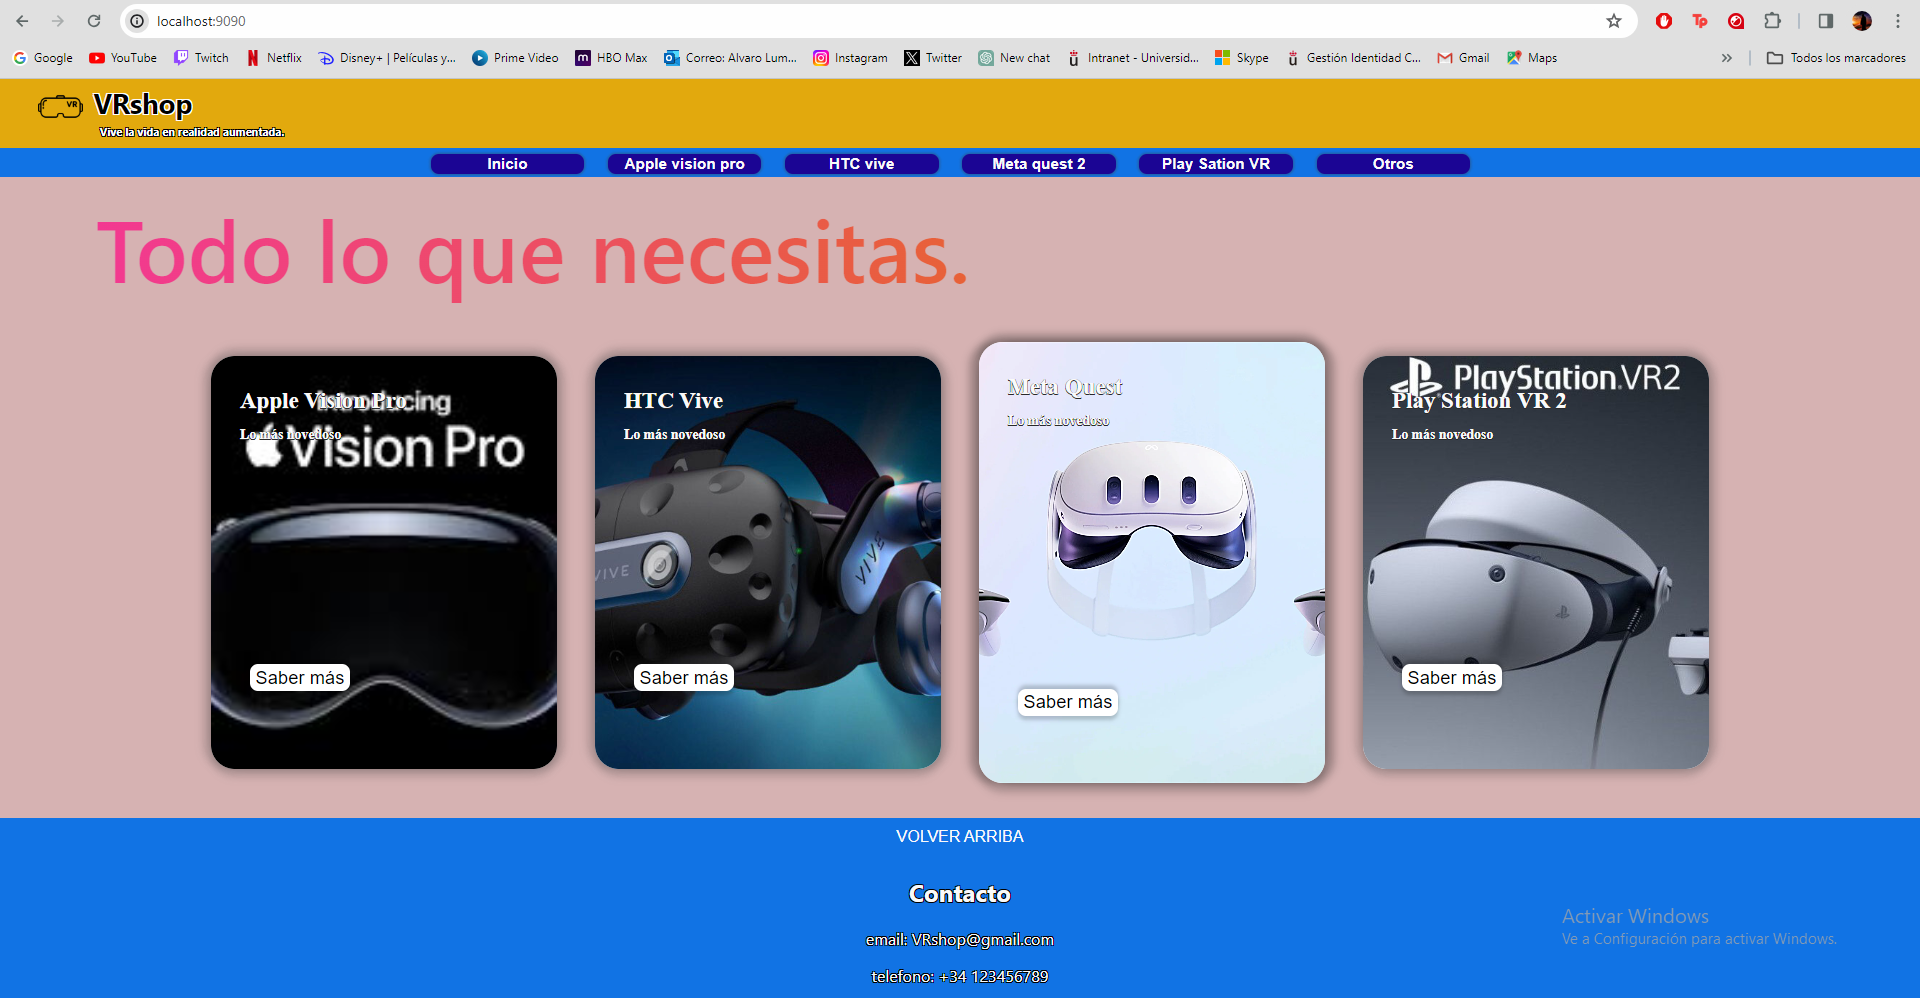 localhost:9090
Google YouTube Twitch Netflix Disney+ | Películas y... Prime Video HBO Max Correo: Alvaro Lum... Instagram Twitter New chat Intranet - Universid... Skype Gestión Identidad C... Gmail Maps » Todos los marcadores
VR VRshop
Vive la vida en realidad aumentada.
Inicio Apple vision pro HTC vive Meta quest 2 Play Sation VR Otros
Todo lo que necesitas.
Apple Vision Pro
Introducing
Lo más novedoso
Vision Pro
Saber más
HTC Vive
Lo más novedoso
VIVE
VIVE
Saber más
Meta Quest
Lo más novedoso
Saber más
PlayStation.VR2
Play Station VR 2
Lo más novedoso
Saber más
VOLVER ARRIBA
Contacto
email: VRshop@gmail.com
telefono: +34 123456789
Activar Windows
Ve a Configuración para activar Windows.